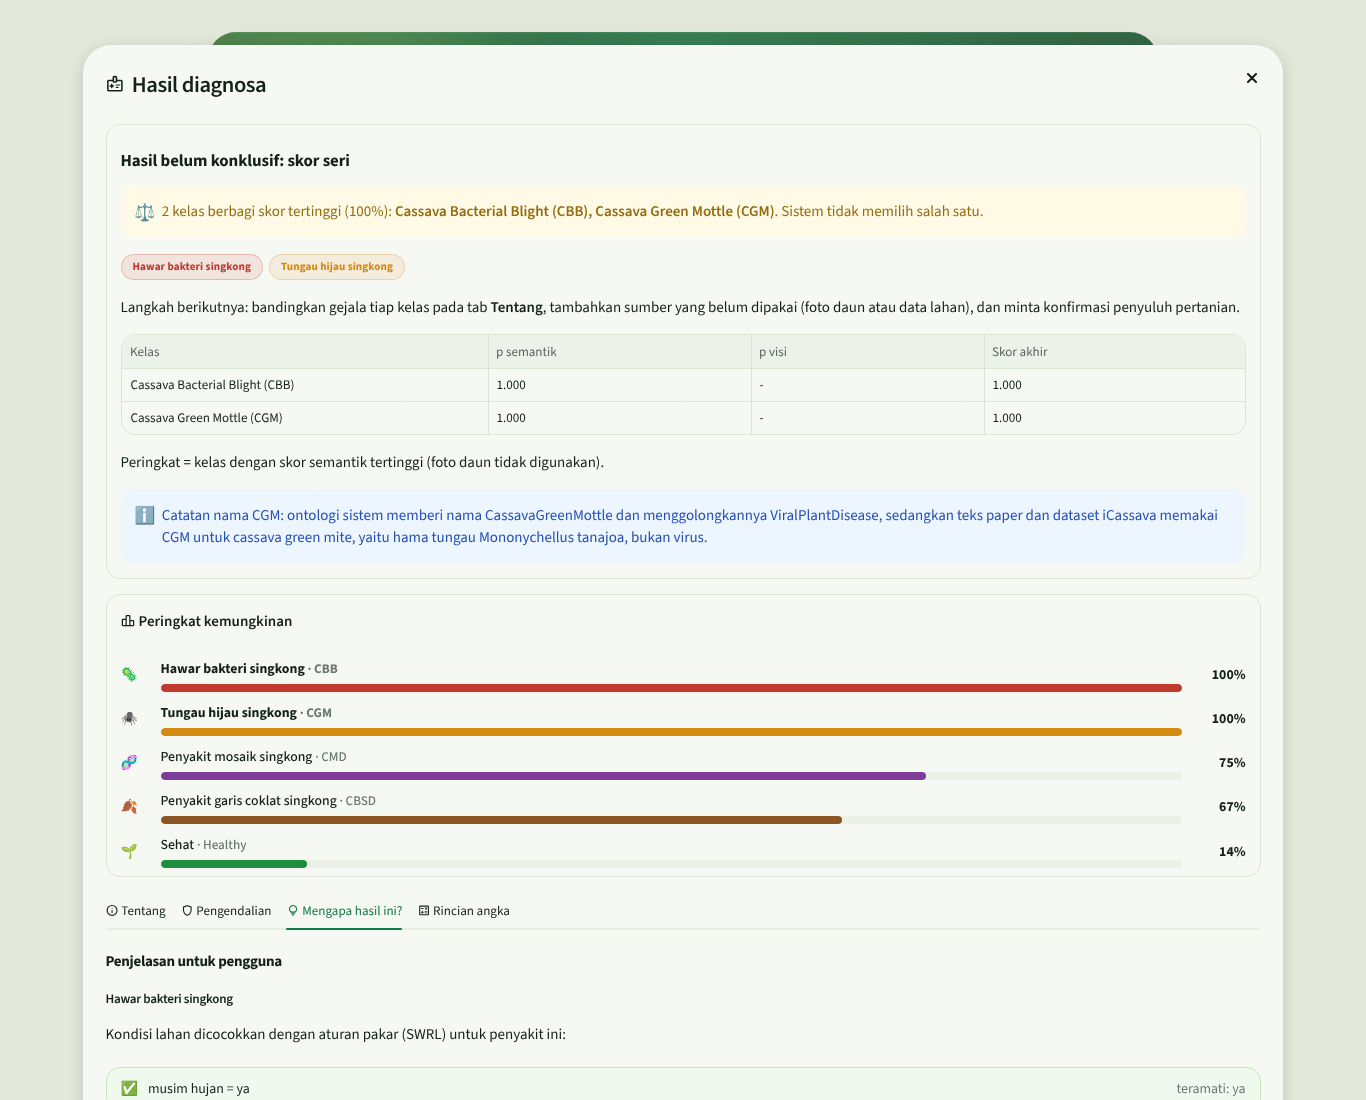 Hasil diagnosa
Hasil belum konklusif: skor seri
2 kelas berbagi skor tertinggi (100%): Cassava Bacterial Blight (CBB), Cassava Green Mottle (CGM). Sistem tidak memilih salah satu.
Hawar bakteri singkong Tungau hijau singkong
Langkah berikutnya: bandingkan gejala tiap kelas pada tab Tentang, tambahkan sumber yang belum dipakai (foto daun atau data lahan), dan minta konfirmasi penyuluh pertanian.
Kelas p semantik p visi Skor akhir
Cassava Bacterial Blight (CBB) 1.000 - 1.000
Cassava Green Mottle (CGM) 1.000 - 1.000
Peringkat = kelas dengan skor semantik tertinggi (foto daun tidak digunakan).
Catatan nama CGM: ontologi sistem memberi nama CassavaGreenMottle dan menggolongkannya ViralPlantDisease, sedangkan teks paper dan dataset iCassava memakai
CGM untuk cassava green mite, yaitu hama tungau Mononychellus tanajoa, bukan virus.
Peringkat kemungkinan
Hawar bakteri singkong · CBB 100%
Tungau hijau singkong · CGM 100%
Penyakit mosaik singkong · CMD 75%
Penyakit garis coklat singkong · CBSD 67%
Sehat · Healthy 14%
Tentang Pengendalian Mengapa hasil ini? Rincian angka
Penjelasan untuk pengguna
Hawar bakteri singkong
Kondisi lahan dicocokkan dengan aturan pakar (SWRL) untuk penyakit ini:
musim hujan = ya teramati: ya